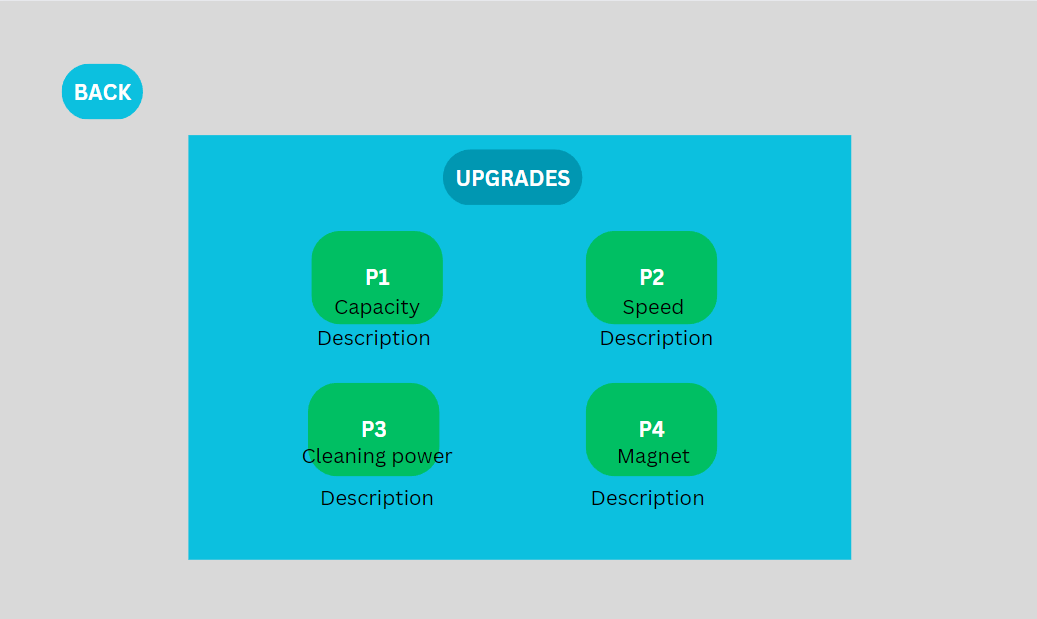 BACK
UPGRADES
P1
Capacity
Description
P2
Speed
Description
P3
Cleaning power
Description
P4
Magnet
Description